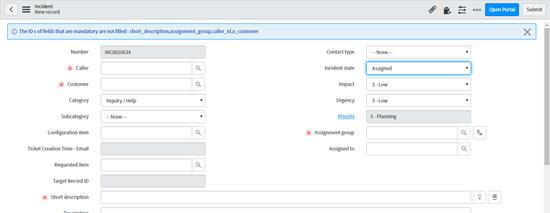 Incident
New record
Open Portal
Submit
The ID s of fields that are mandatory are not filled : short_description,assignment_group,caller_id,u_customer
Number
INC0010634
Contact type
-- None --
Caller
Incident state
Assigned
Customer
Impact
3 - Low
Category
Inquiry / Help
Urgency
3 - Low
Subcategory
-- None --
Priority
5 - Planning
Configuration item
Assignment group
Ticket Creation Time - Email
Assigned to
Requested Item
Target Record ID
Short description